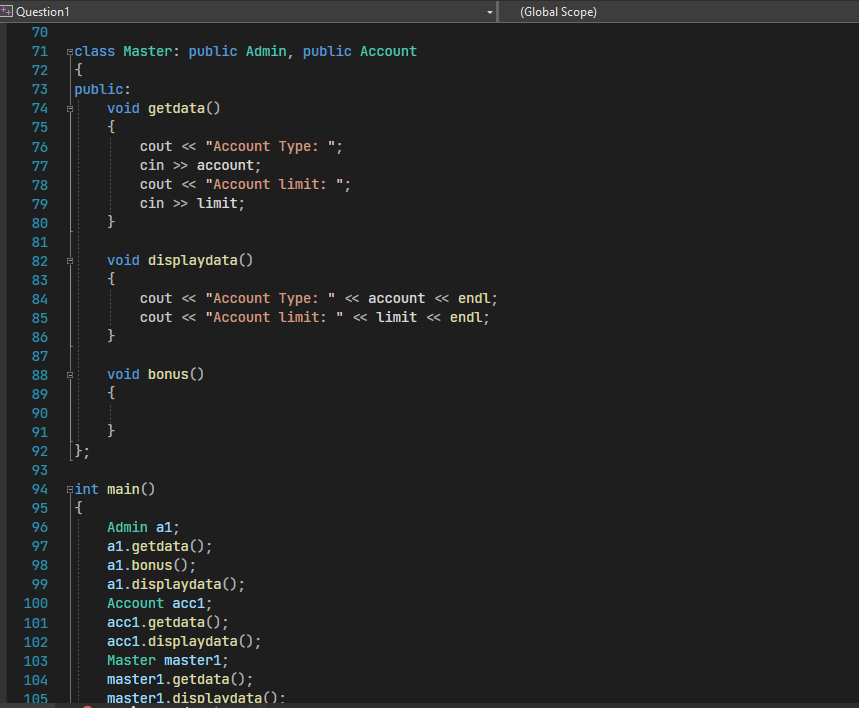 Question1 (Global Scope)
70
71 class Master: public Admin, public Account
72 {
73 public:
74 void getdata()
75 {
76 cout << "Account Type: ";
77 cin >> account;
78 cout << "Account limit: ";
79 cin >> limit;
80 }
81
82 void displaydata()
83 {
84 cout << "Account Type: " << account << endl;
85 cout << "Account limit: " << limit << endl;
86 }
87
88 void bonus()
89 {
90
91 }
92 };
93
94 int main()
95 {
96 Admin a1;
97 a1.getdata();
98 a1.bonus();
99 a1.displaydata();
100 Account acc1;
101 acc1.getdata();
102 acc1.displaydata();
103 Master master1;
104 master1.getdata();
105 master1.displaydata();